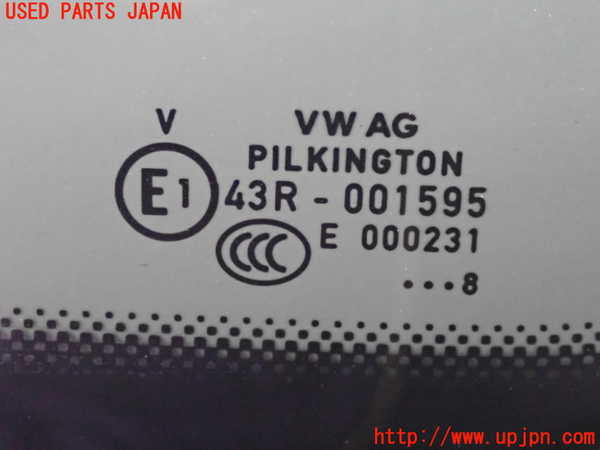 USED PARTS JAPAN
V
VW AG
PILKINGTON
E1 43R - 001595
CCC E 000231
...8
http://www.upjpn.com/